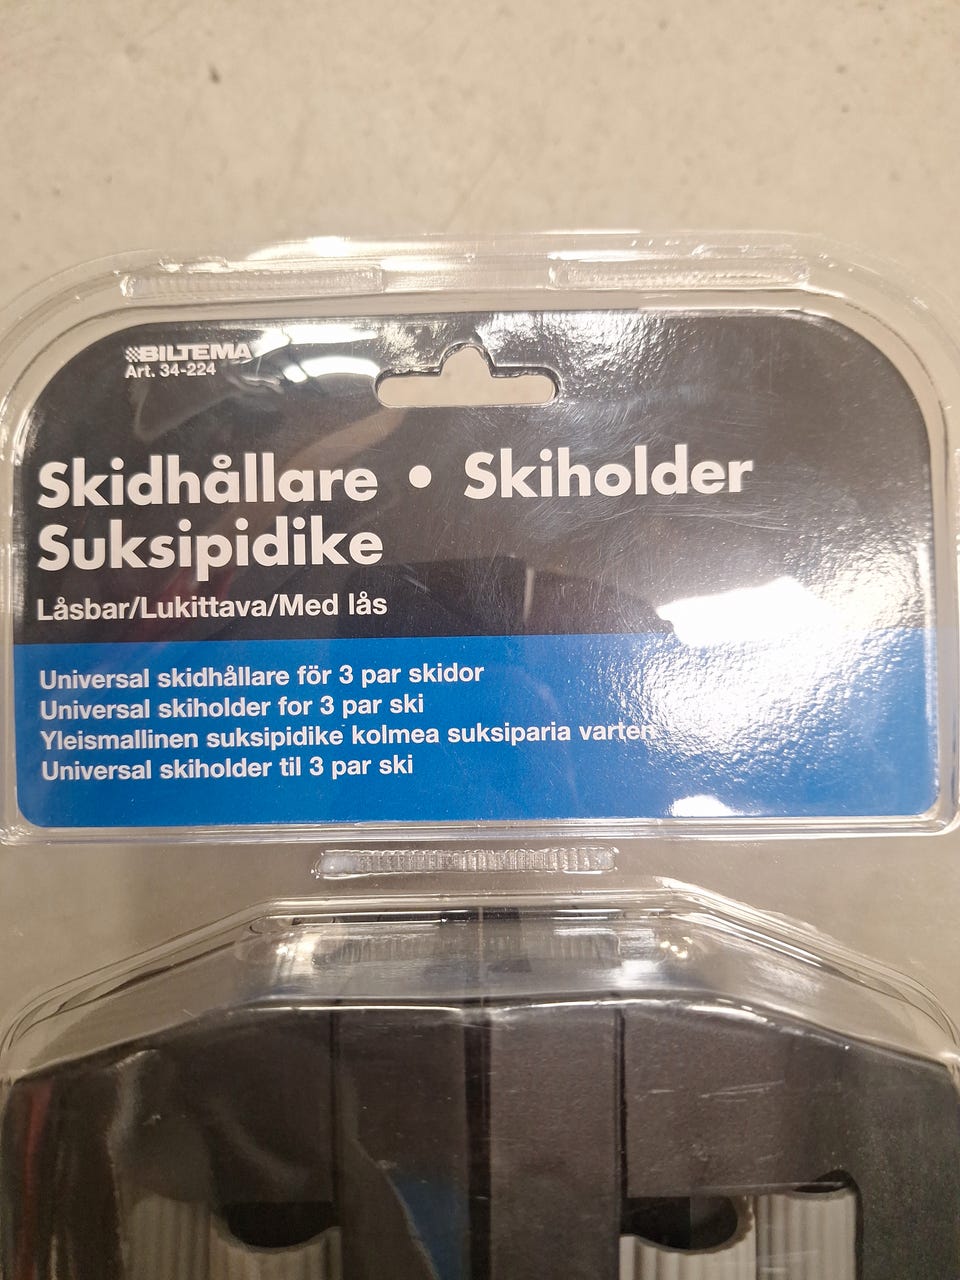 BILTEMA
Art. 34-224
Skidhållare • Skiholder
Suksipidike
Låsbar/Lukittava/Med lås
Universal skidhållare för 3 par skidor
Universal skiholder for 3 par ski
Yleismallinen suksipidike kolmea suksiparia varten
Universal skiholder til 3 par ski